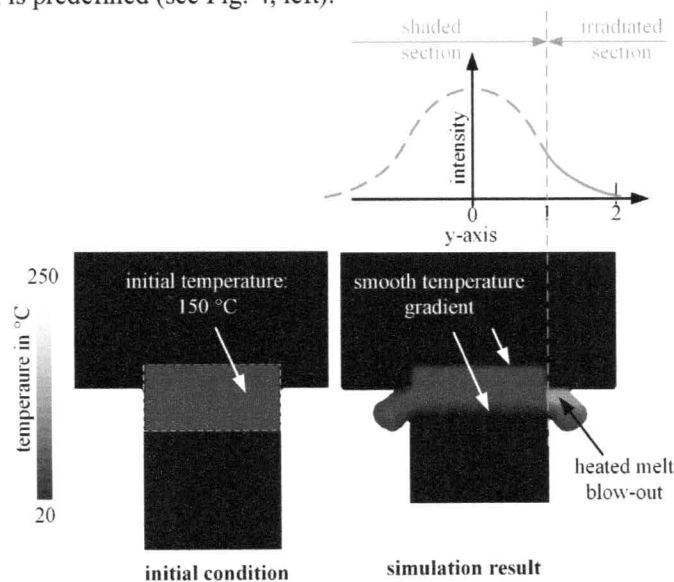 is predefined (see Fig. 4, left).
shaded
section
irradiated
section
intensity
0
1
2
y-axis
250
temperaure in °C
20
initial temperature:
150 °C
smooth temperature
gradient
heated melt
blow-out
initial condition
simulation result